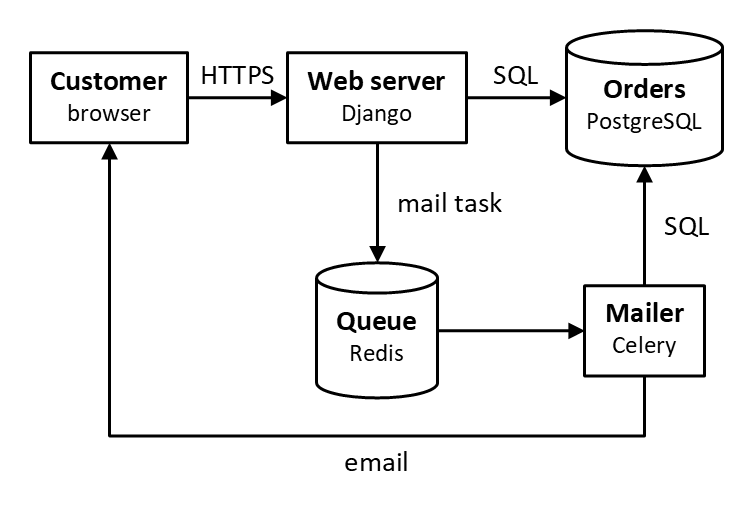 Customer
browser
HTTPS
Web server
Django
SQL
Orders
PostgreSQL
mail task
SQL
Queue
Redis
Mailer
Celery
email